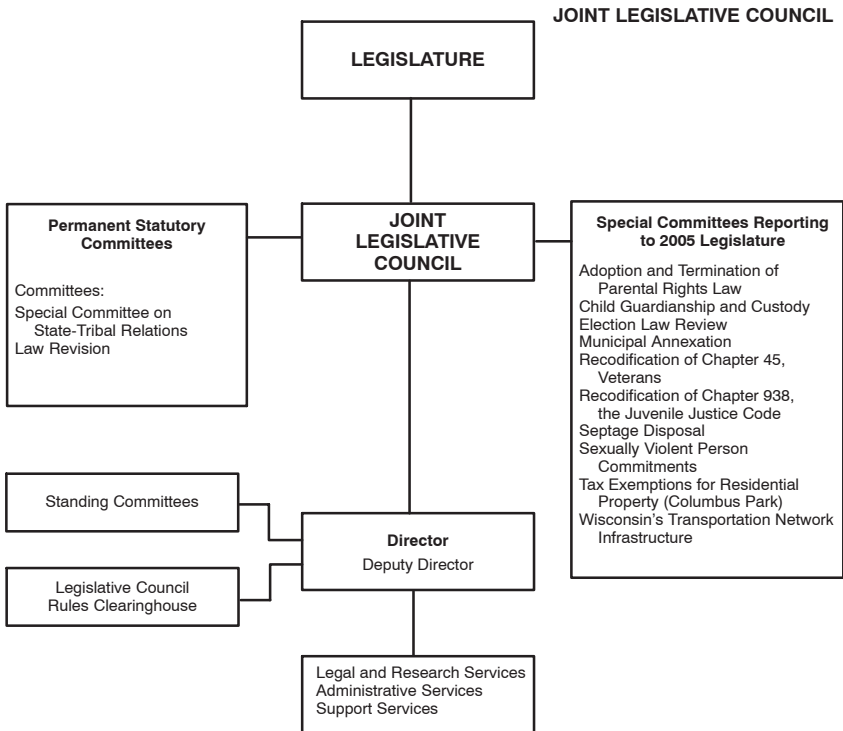 JOINT LEGISLATIVE COUNCIL
LEGISLATURE
Permanent Statutory
Committees
Committees:
Special Committee on
State-Tribal Relations
Law Revision
JOINT
LEGISLATIVE
COUNCIL
Special Committees Reporting
to 2005 Legislature
Adoption and Termination of
Parental Rights Law
Child Guardianship and Custody
Election Law Review
Municipal Annexation
Recodification of Chapter 45,
Veterans
Recodification of Chapter 938,
the Juvenile Justice Code
Septage Disposal
Sexually Violent Person
Commitments
Tax Exemptions for Residential
Property (Columbus Park)
Wisconsin's Transportation Network
Infrastructure
Standing Committees
Legislative Council
Rules Clearinghouse
Director
Deputy Director
Legal and Research Services
Administrative Services
Support Services